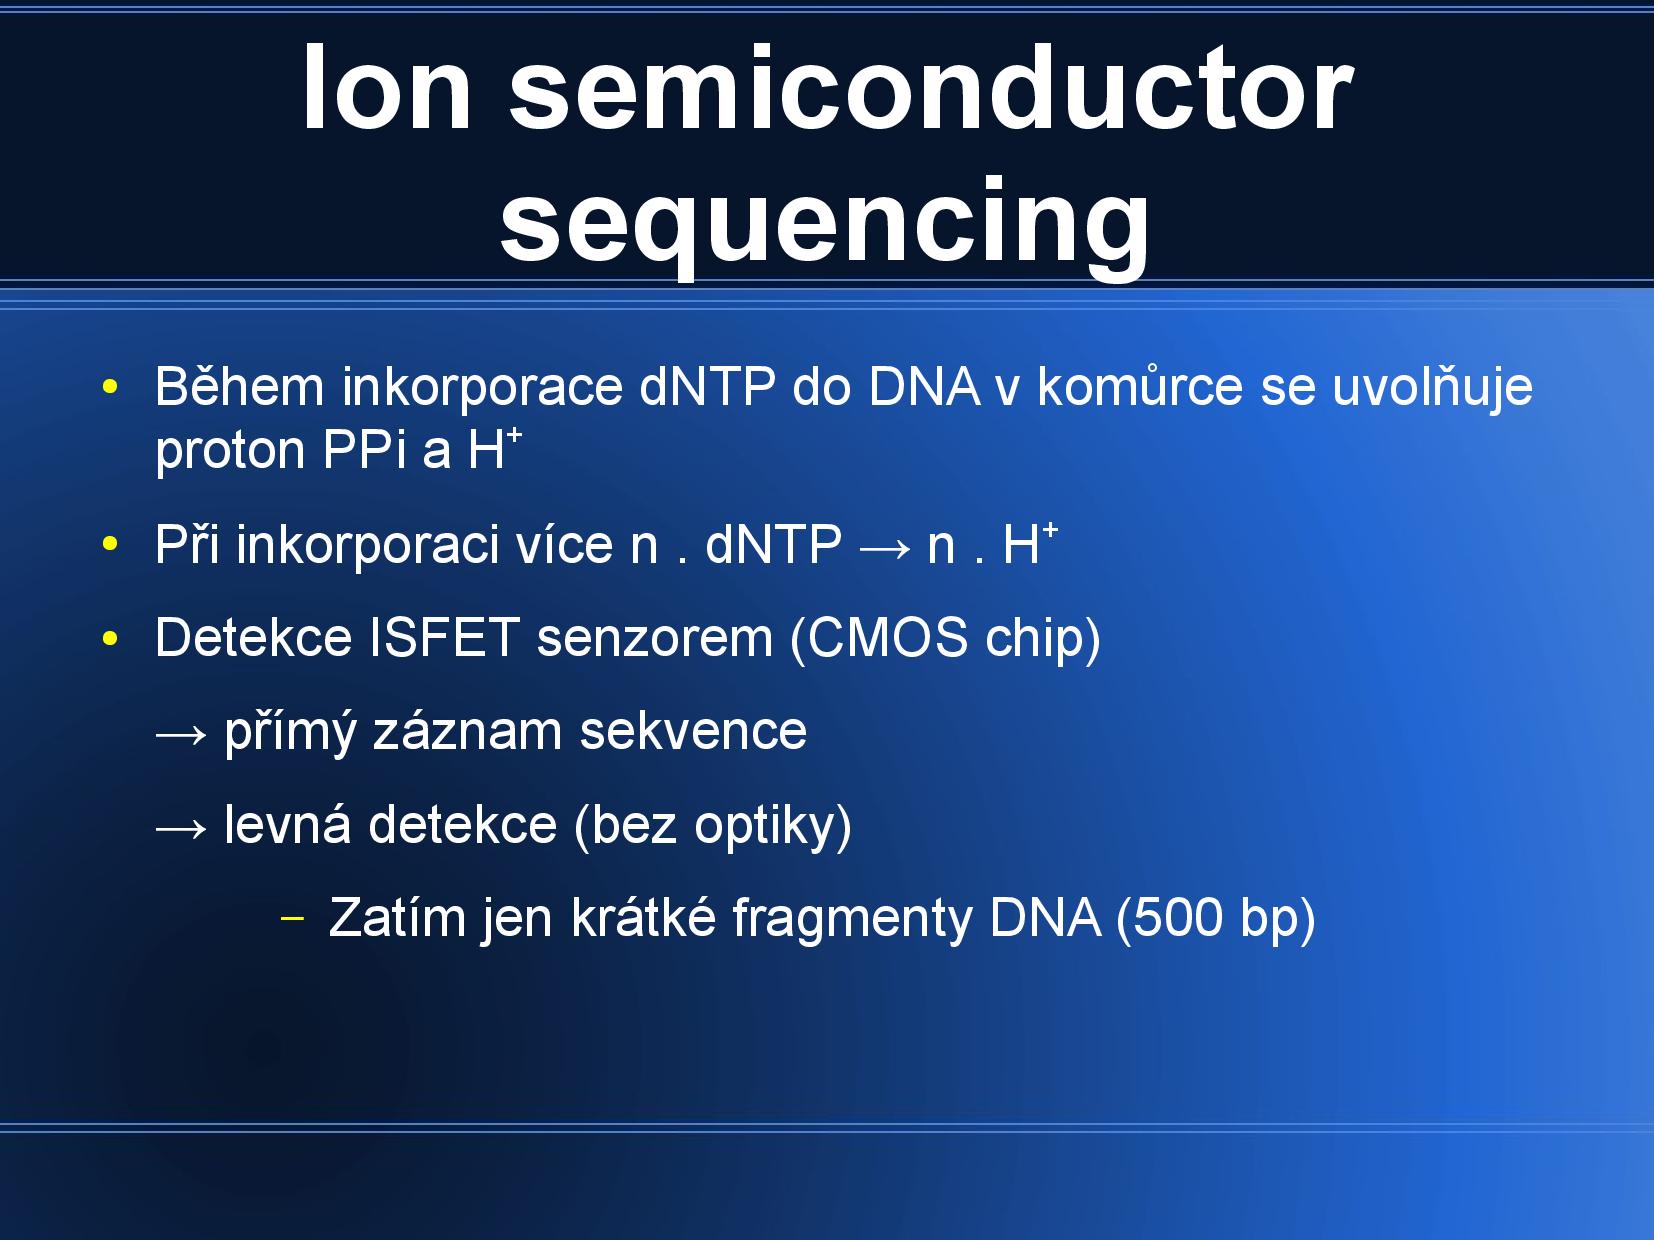 Ion semiconductor
sequencing
• Během inkorporace dNTP do DNA v komůrce se uvolňuje
proton PPi a H⁺
• Při inkorporaci více n . dNTP → n . H⁺
• Detekce ISFET senzorem (CMOS chip)
→ přímý záznam sekvence
→ levná detekce (bez optiky)
– Zatím jen krátké fragmenty DNA (500 bp)